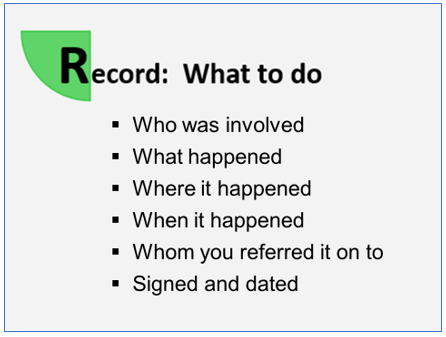 Record:  What to do
▪ Who was involved
▪ What happened
▪ Where it happened
▪ When it happened
▪ Whom you referred it on to
▪ Signed and dated